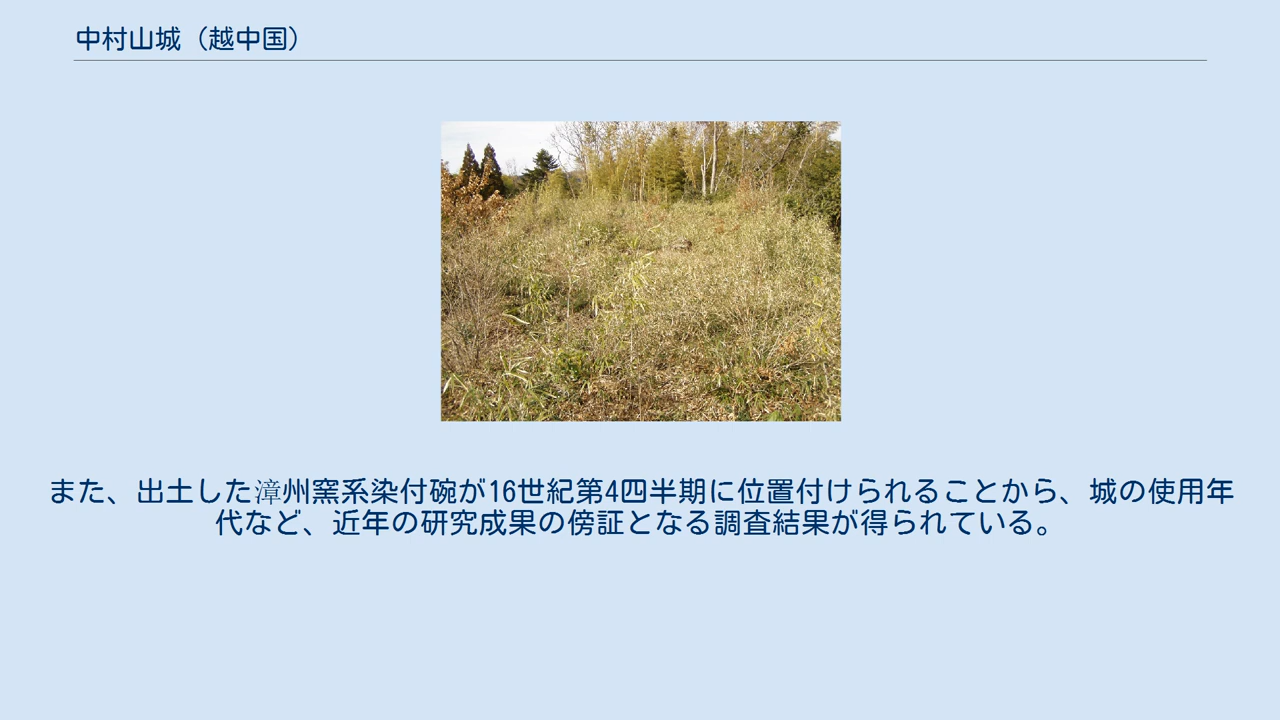 中村山城（越中国）
また、出土した漳州窯系染付碗が16世紀第4四半期に位置付けられることから、城の使用年
代など、近年の研究成果の傍証となる調査結果が得られている。